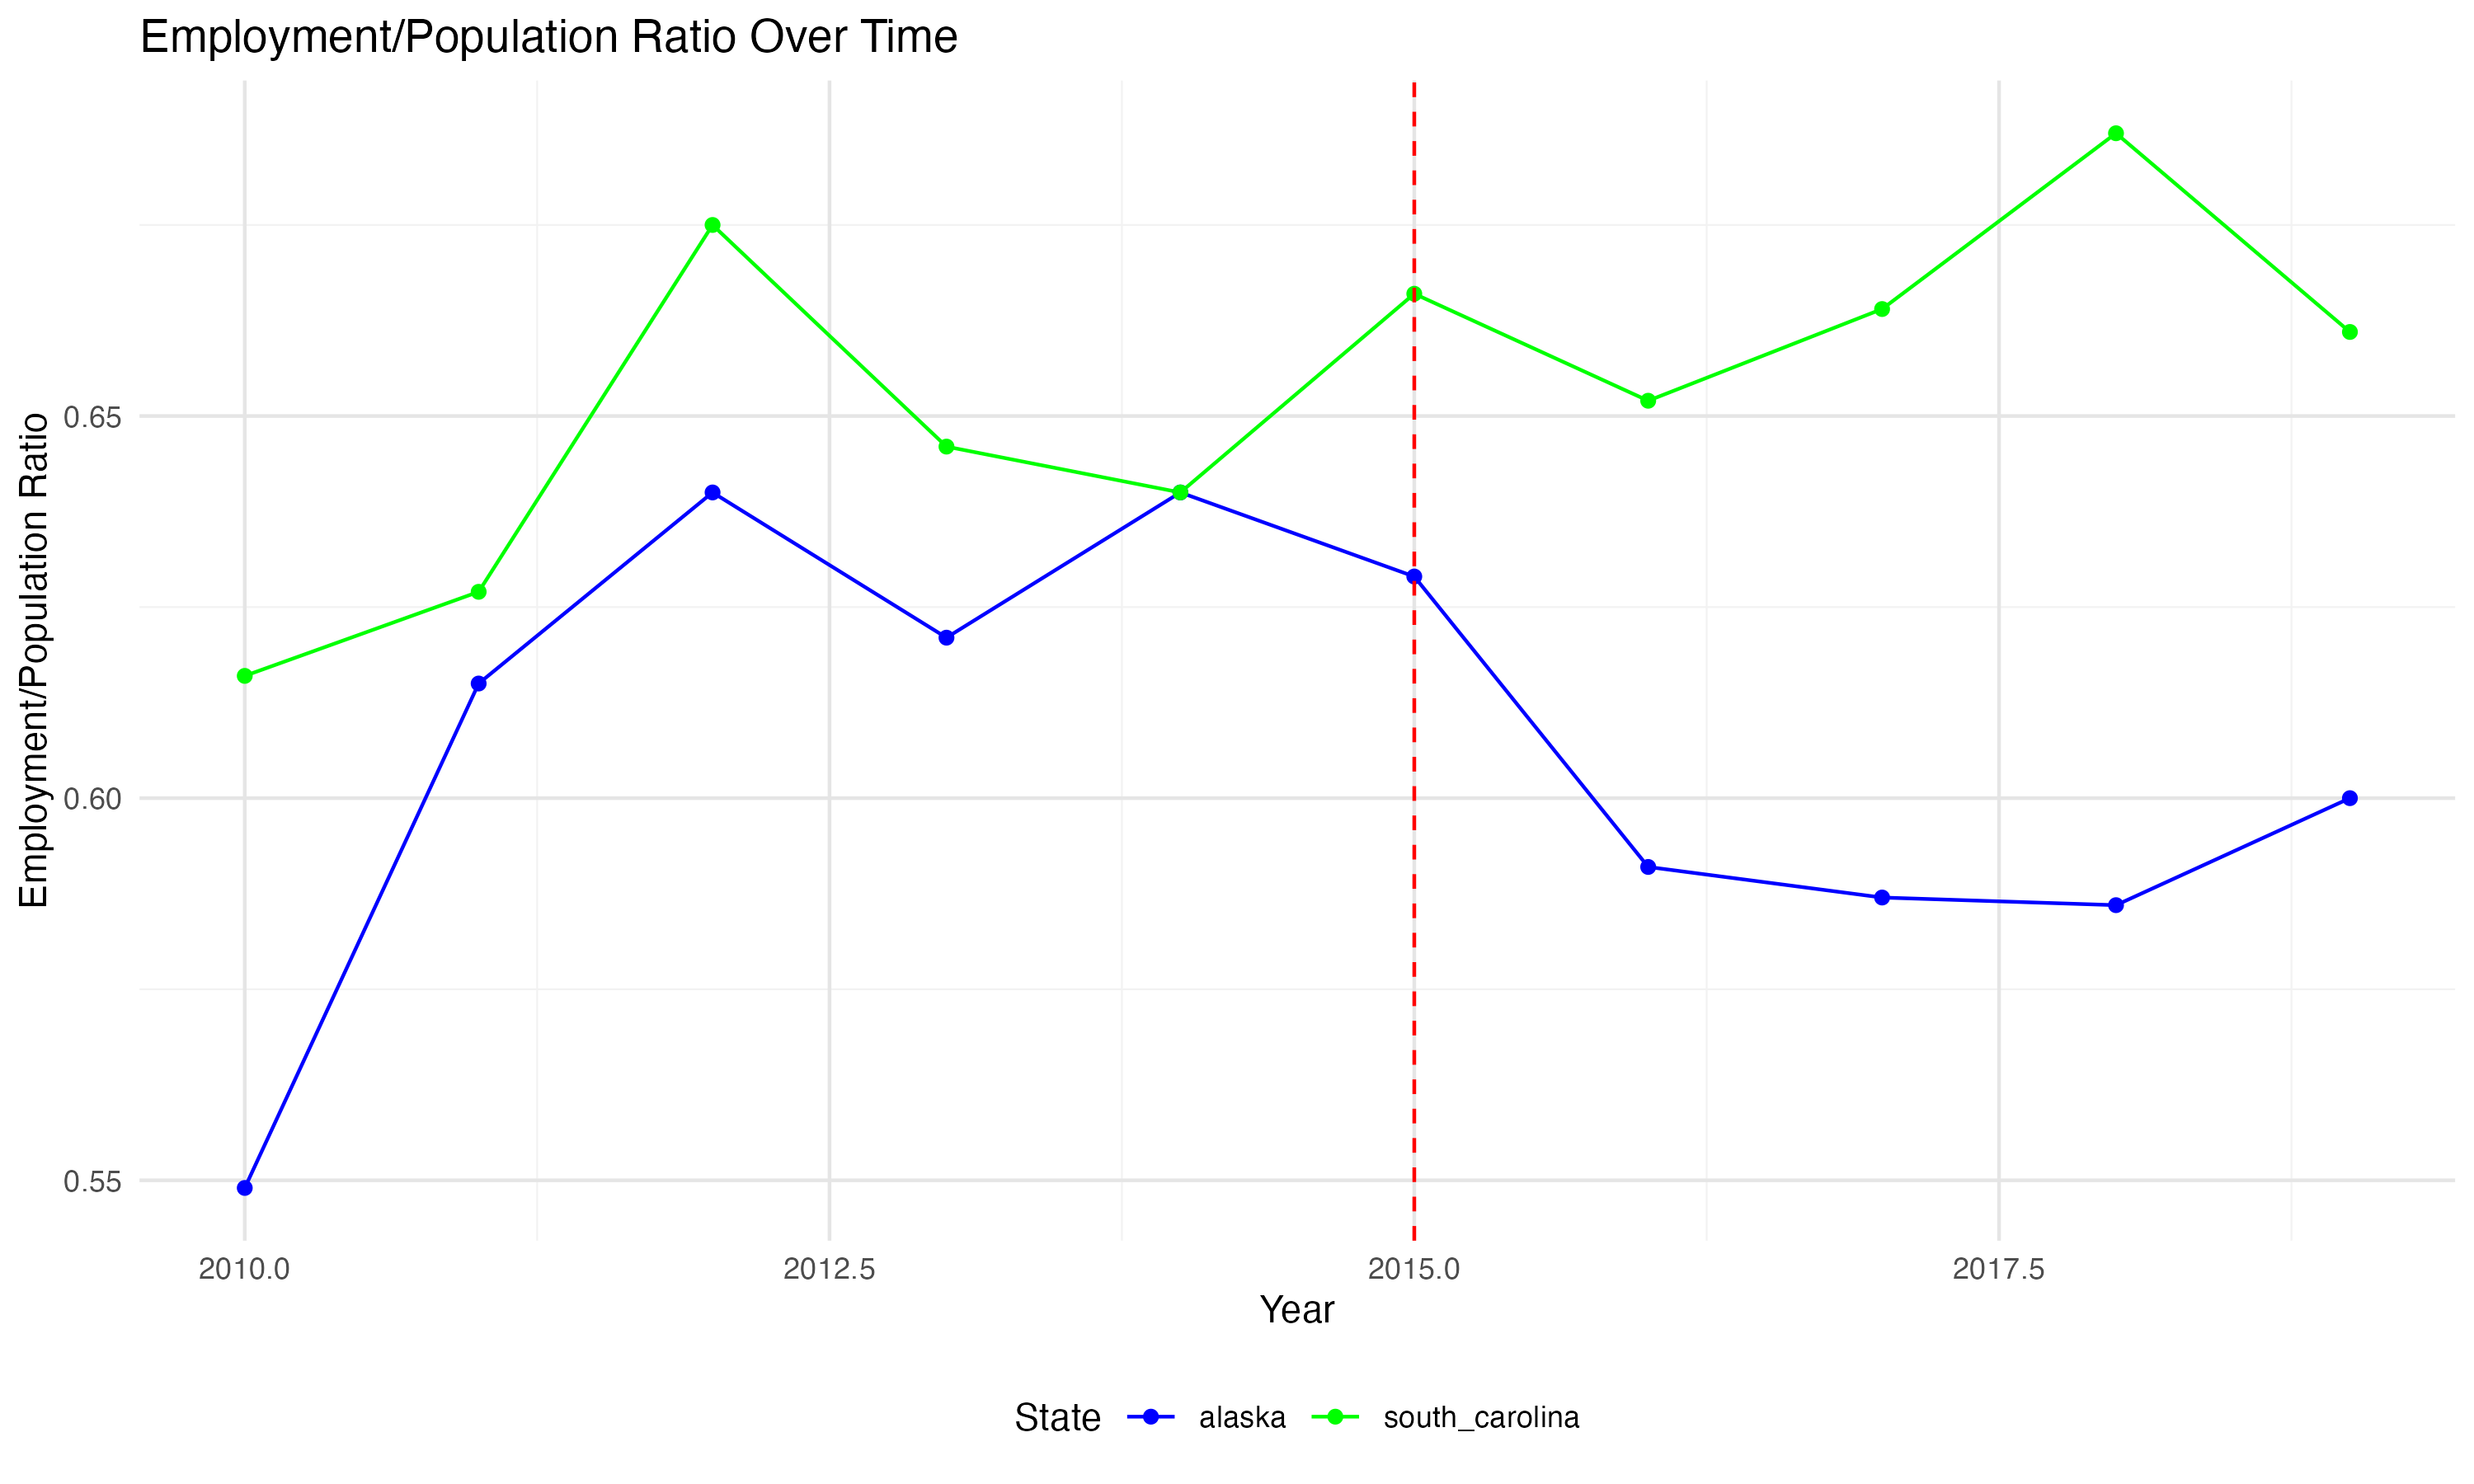 Employment/Population Ratio Over Time
Employment/Population Ratio
0.65
0.60
0.55
2010.0 2012.5 2015.0 2017.5
Year
State alaska south_carolina